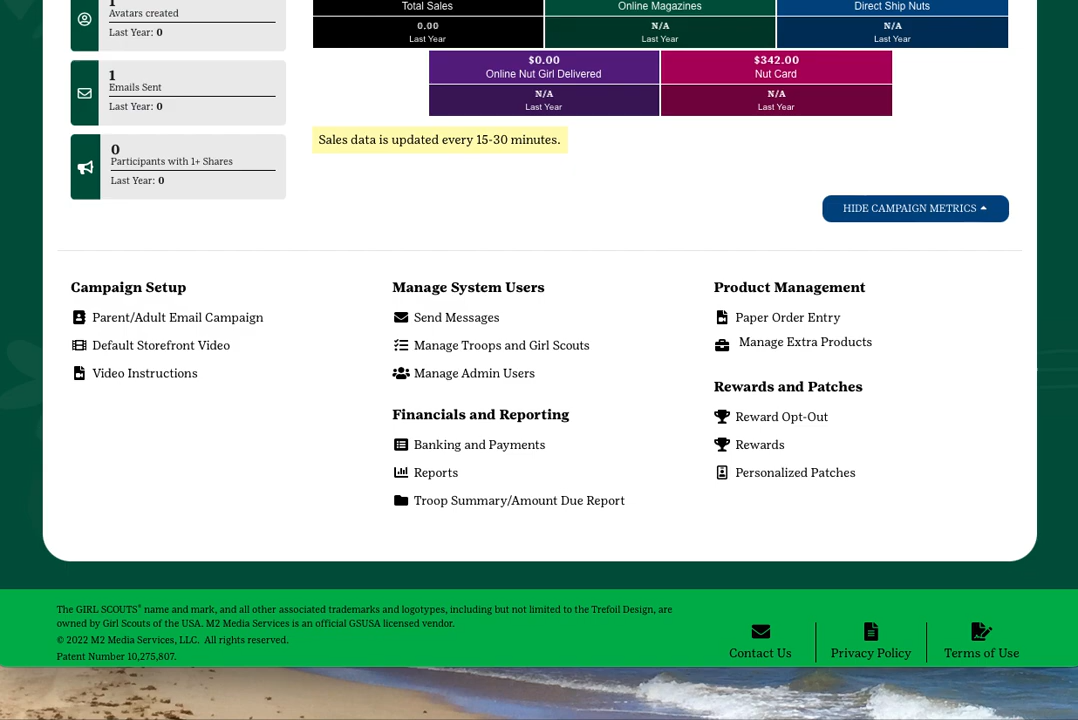 1
Avatars created
Last Year: 0
1
Emails Sent
Last Year: 0
0
Participants with 1+ Shares
Last Year: 0
Total Sales
0.00
Last Year
Online Magazines
N/A
Last Year
Direct Ship Nuts
N/A
Last Year
$0.00
Online Nut Girl Delivered
N/A
Last Year
$342.00
Nut Card
N/A
Last Year
Sales data is updated every 15-30 minutes.
HIDE CAMPAIGN METRICS
Campaign Setup
Parent/Adult Email Campaign
Default Storefront Video
Video Instructions
Manage System Users
Send Messages
Manage Troops and Girl Scouts
Manage Admin Users
Financials and Reporting
Banking and Payments
Reports
Troop Summary/Amount Due Report
Product Management
Paper Order Entry
Manage Extra Products
Rewards and Patches
Reward Opt-Out
Rewards
Personalized Patches
The GIRL SCOUTS® name and mark, and all other associated trademarks and logotypes, including but not limited to the Trefoil Design, are
owned by Girl Scouts of the USA. M2 Media Services is an official GSUSA licensed vendor.
© 2022 M2 Media Services, LLC. All rights reserved.
Patent Number 10,275,807.
Contact Us
Privacy Policy
Terms of Use